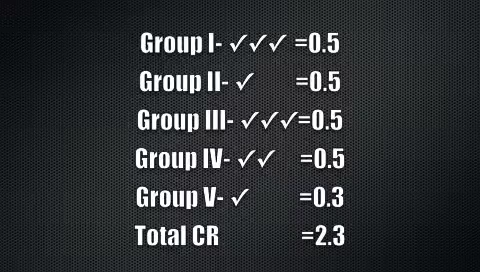 Group I- ✓✓✓ =0.5
Group II- ✓ =0.5
Group III- ✓✓✓=0.5
Group IV- ✓✓ =0.5
Group V- ✓ =0.3
Total CR =2.3